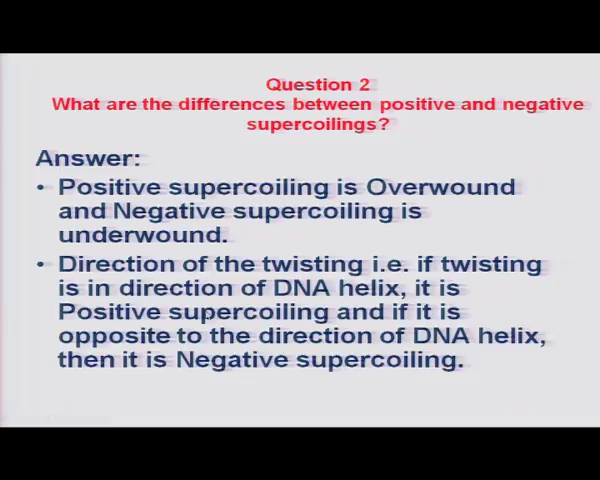 Question 2
What are the differences between positive and negative
supercoilings?
Answer:
• Positive supercoiling is Overwound
and Negative supercoiling is
underwound.
• Direction of the twisting i.e. if twisting
is in direction of DNA helix, it is
Positive supercoiling and if it is
opposite to the direction of DNA helix,
then it is Negative supercoiling.